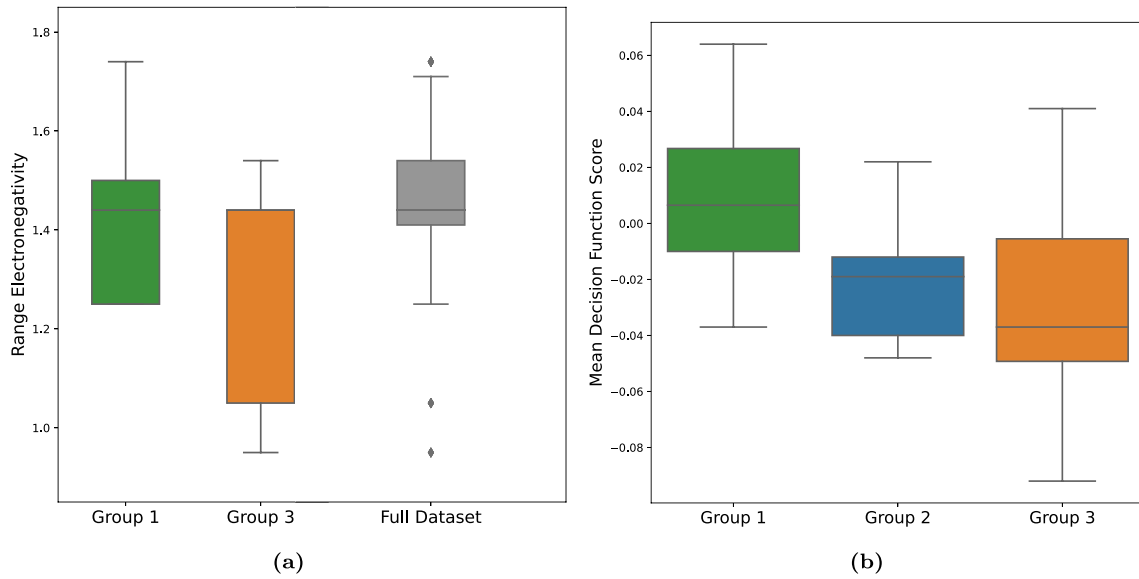 Range Electronegativity
1.8
1.6
1.4
1.2
1.0
Group 1
Group 3
Full Dataset
(a)
Mean Decision Function Score
0.06
0.04
0.02
0.00
−0.02
−0.04
−0.06
−0.08
Group 1
Group 2
Group 3
(b)